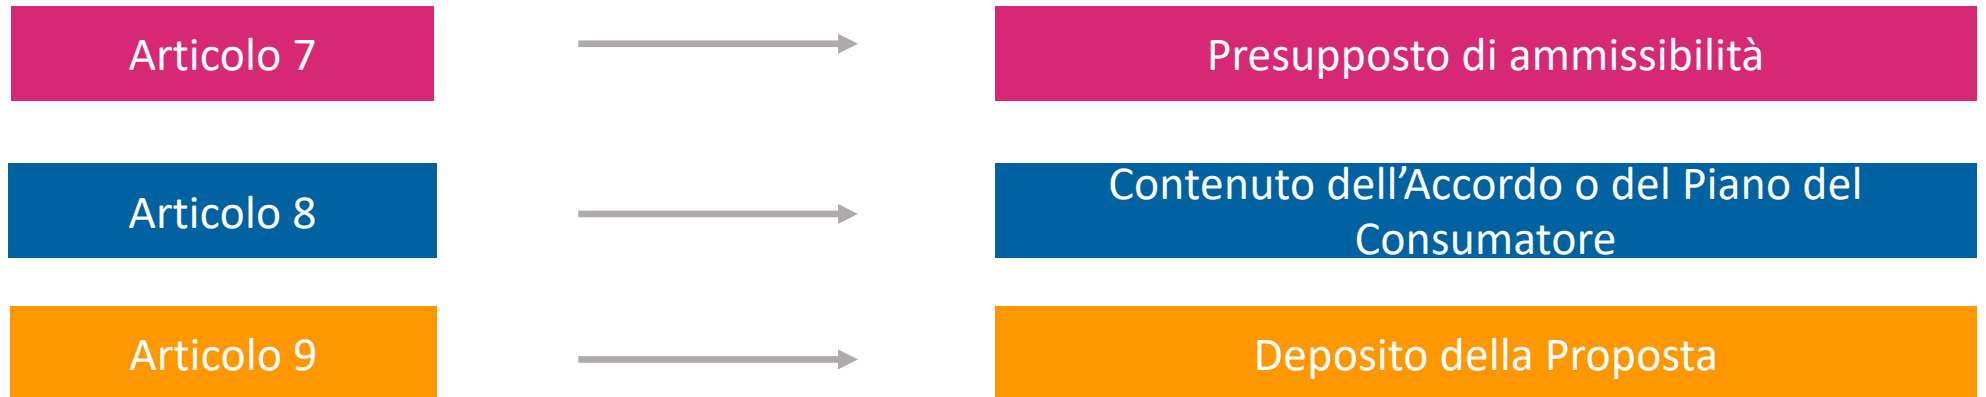 Articolo 7
Presupposto di ammissibilità
Articolo 8
Contenuto dell’Accordo o del Piano del
Consumatore
Articolo 9
Deposito della Proposta